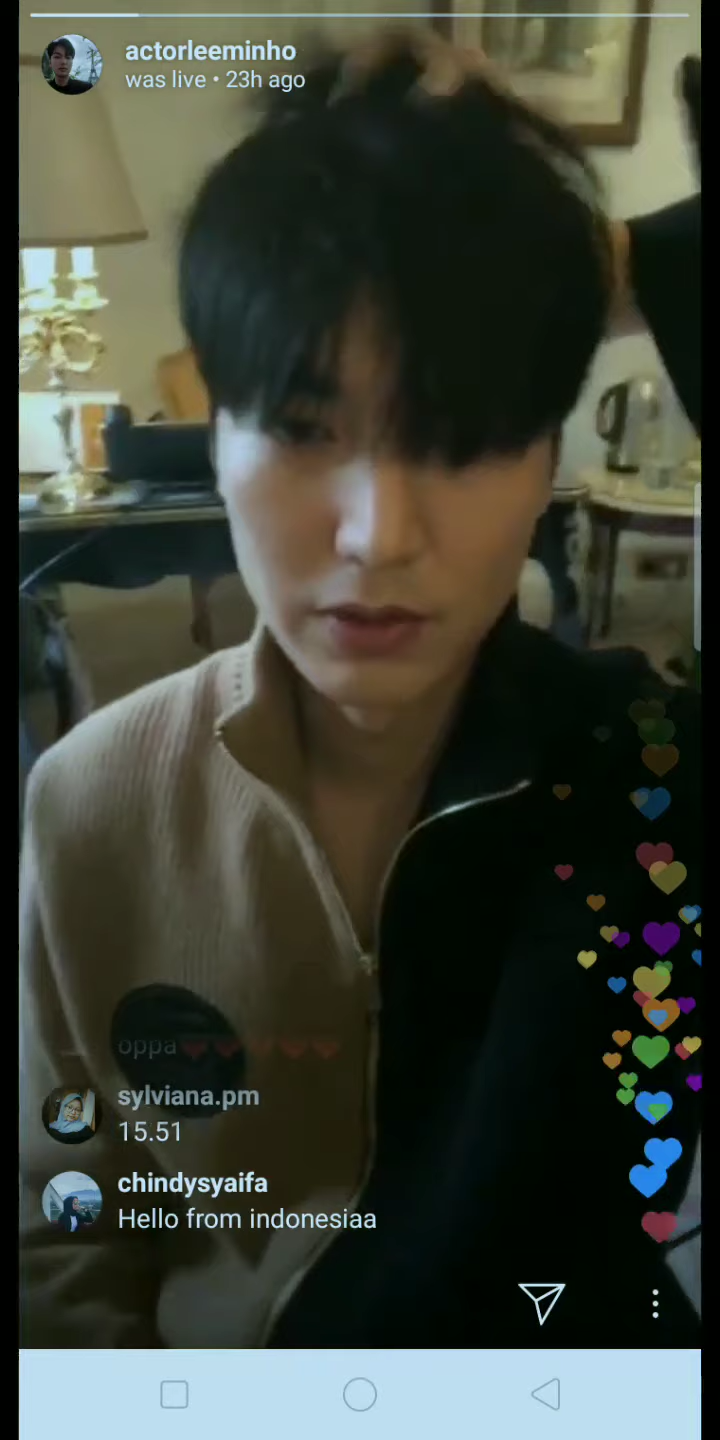 actorleeminho
was live • 23h ago
oppa❤❤❤❤❤
sylviana.pm
15.51
chindysyaifa
Hello from indonesiaa